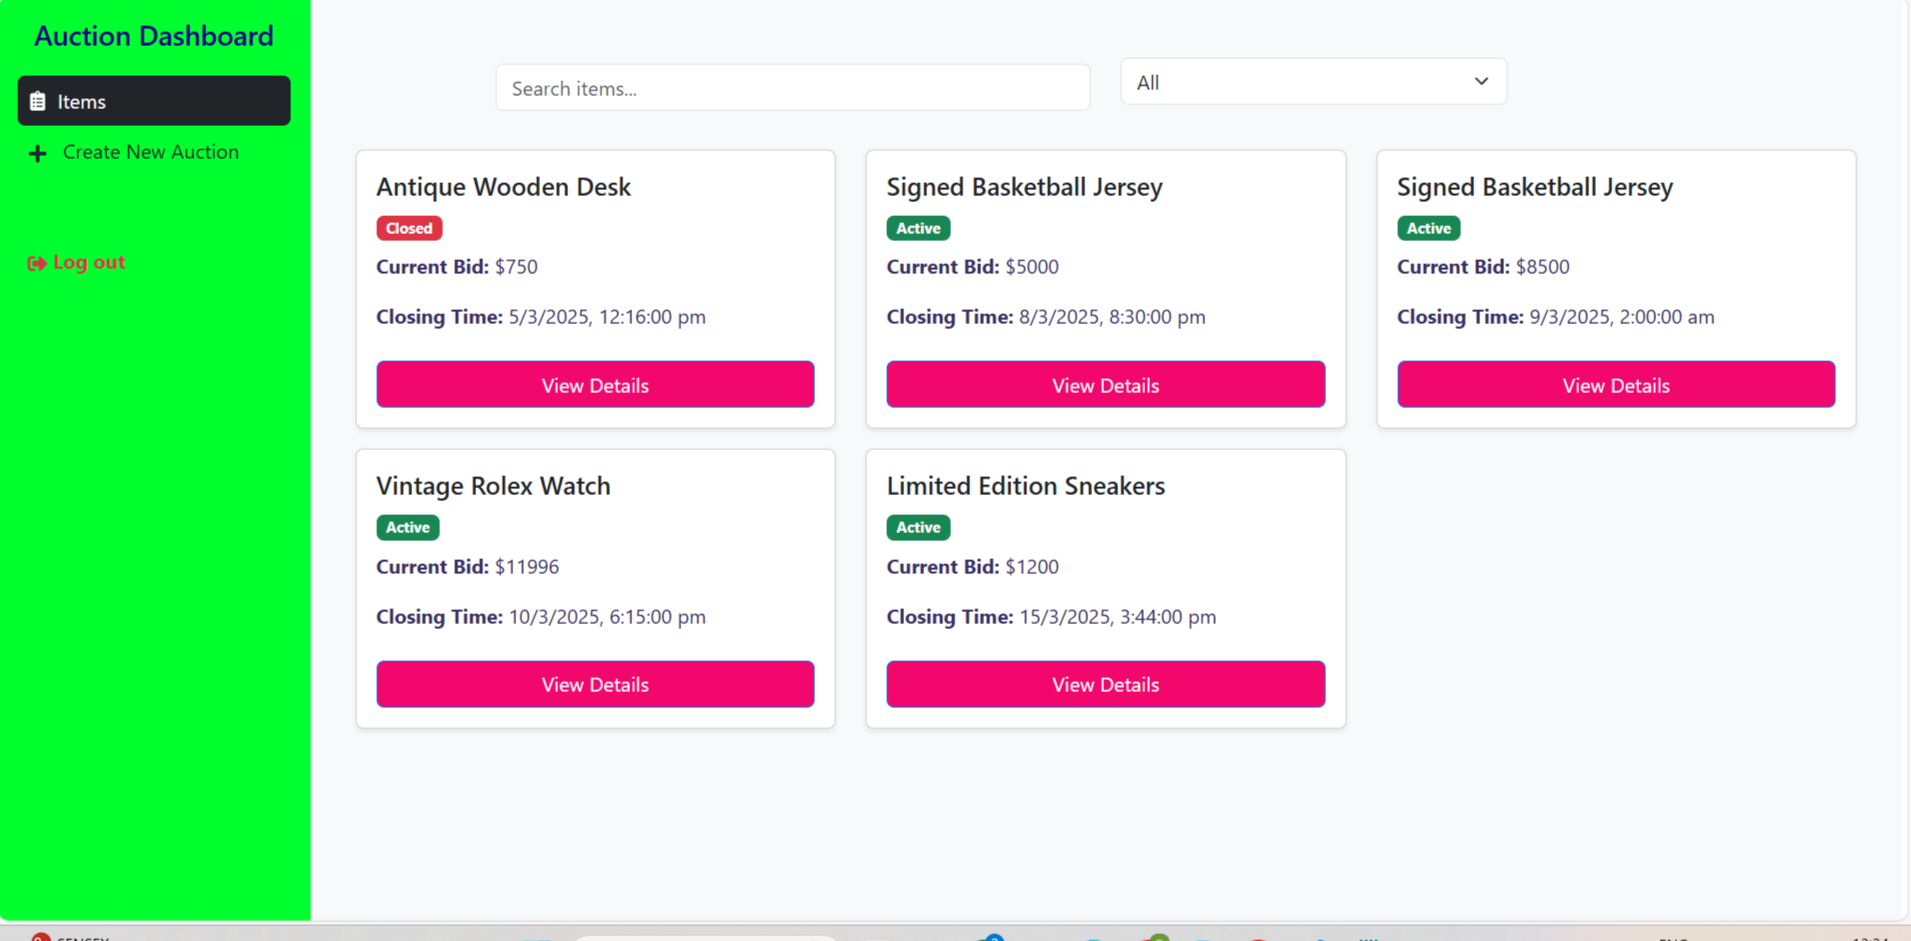 Auction Dashboard
Items
Create New Auction
Log out
Search items...
All
Antique Wooden Desk
Closed
Current Bid: $750
Closing Time: 5/3/2025, 12:16:00 pm
View Details
Signed Basketball Jersey
Active
Current Bid: $5000
Closing Time: 8/3/2025, 8:30:00 pm
View Details
Signed Basketball Jersey
Active
Current Bid: $8500
Closing Time: 9/3/2025, 2:00:00 am
View Details
Vintage Rolex Watch
Active
Current Bid: $11996
Closing Time: 10/3/2025, 6:15:00 pm
View Details
Limited Edition Sneakers
Active
Current Bid: $1200
Closing Time: 15/3/2025, 3:44:00 pm
View Details